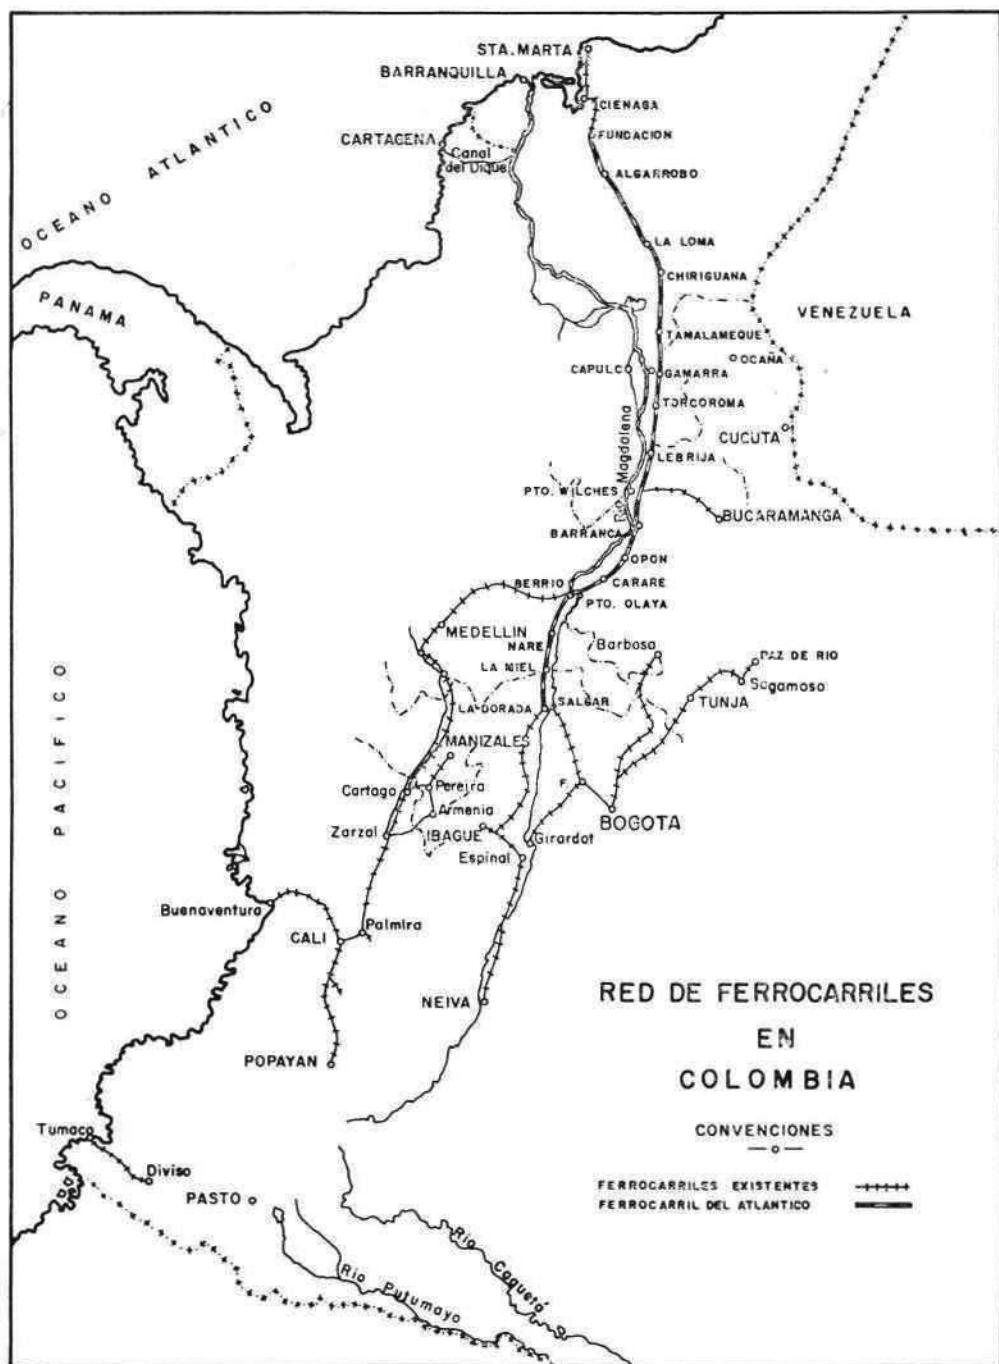 STA. MARTA
BARRANQUILLA
CIENAGA
OCEANO ATLANTICO
CARTAGENA
Canal
del Dique
FUNDACION
ALGARROBO
LA LOMA
CHIRIGUANA
PANAMA
VENEZUELA
TAMALAMEQUE
OCAÑA
CAPULC
GAMARRA
TORCOROMA
CUCUTA
Rio Magdalena
LEBRIJA
PTO. WILCHES
BUCARAMANGA
BARRANCA
OPON
BERRIO
CARARE
PTO. OLAYA
MEDELLIN
NARE
Barbosa
PAZ DE RIO
LA MIEL
Sogamoso
TUNJA
LA DORADA
SALGAR
MANIZALES
OCEANO PACIFICO
Cartago
Pereira
F.
Armenia
BOGOTA
Zarzal
IBAGUE
Girardot
Espinal
Buenaventura
Palmira
CALI
NEIVA
RED DE FERROCARRILES
EN
COLOMBIA
POPAYAN
CONVENCIONES
Tumaco
Diviso
FERROCARRILES EXISTENTES
FERROCARRIL DEL ATLANTICO
PASTO
Rio Caquetá
Rio Putumayo